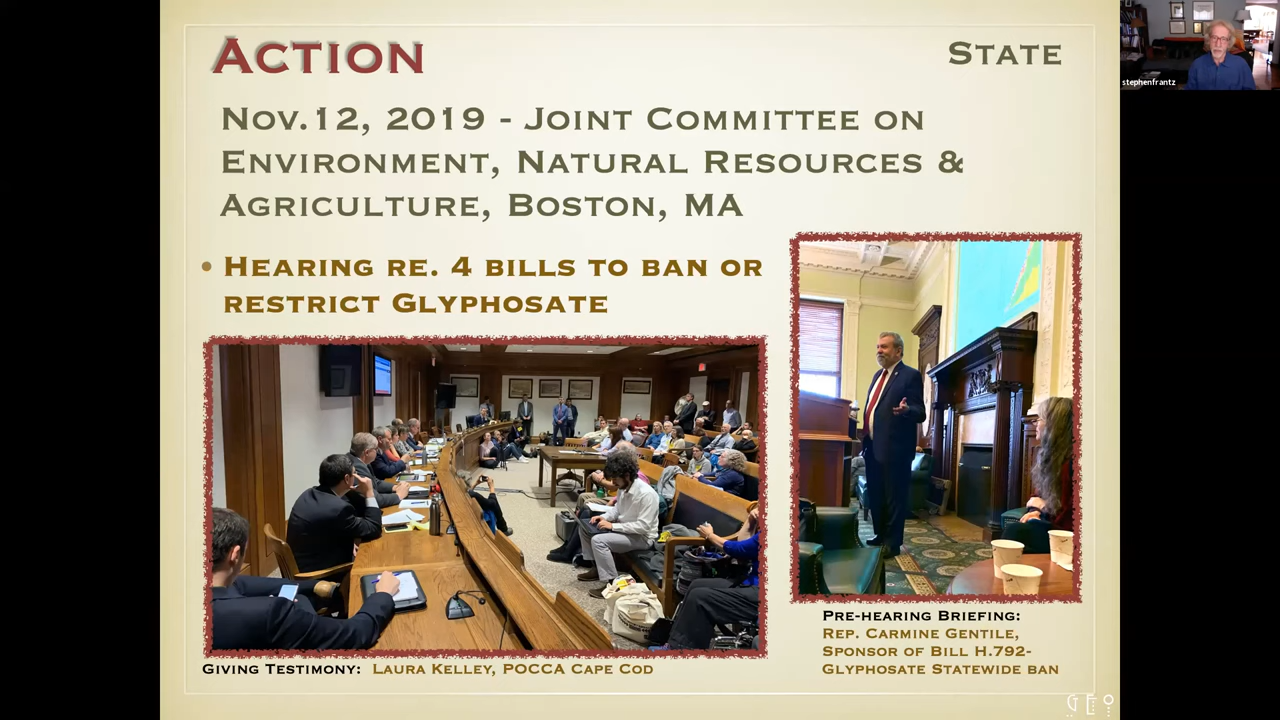 ACTION
STATE
NOV.12, 2019 - JOINT COMMITTEE ON
ENVIRONMENT, NATURAL RESOURCES &
AGRICULTURE, BOSTON, MA
• HEARING RE. 4 BILLS TO BAN OR
RESTRICT GLYPHOSATE
GIVING TESTIMONY: LAURA KELLEY, POCCA CAPE COD
PRE-HEARING BRIEFING:
REP. CARMINE GENTILE,
SPONSOR OF BILL H.792-
GLYPHOSATE STATEWIDE BAN
stephenfrantz
GEO